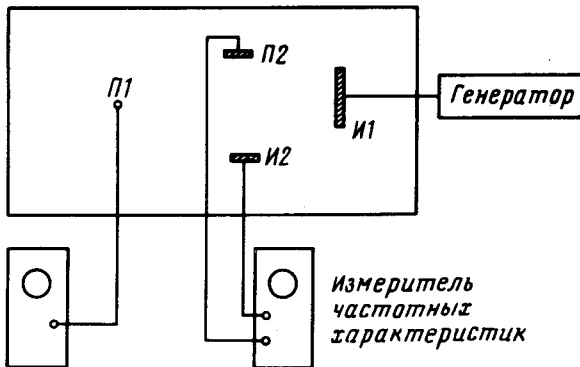 П2
П1
И1
Генератор
И2
Измеритель
частотных
характеристик